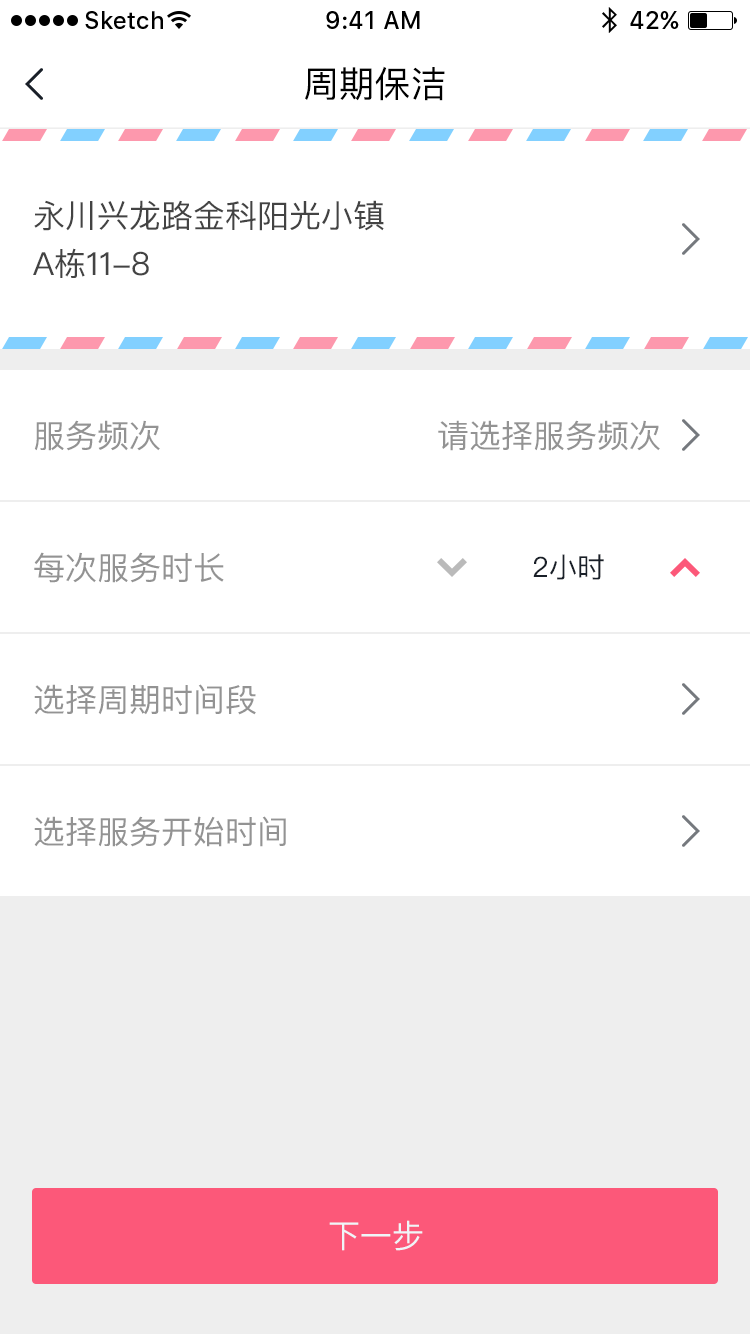 Sketch 9:41 AM 42%
周期保洁
永川兴龙路金科阳光小镇
A栋11-8
服务频次 请选择服务频次
每次服务时长 2小时
选择周期时间段
选择服务开始时间
下一步